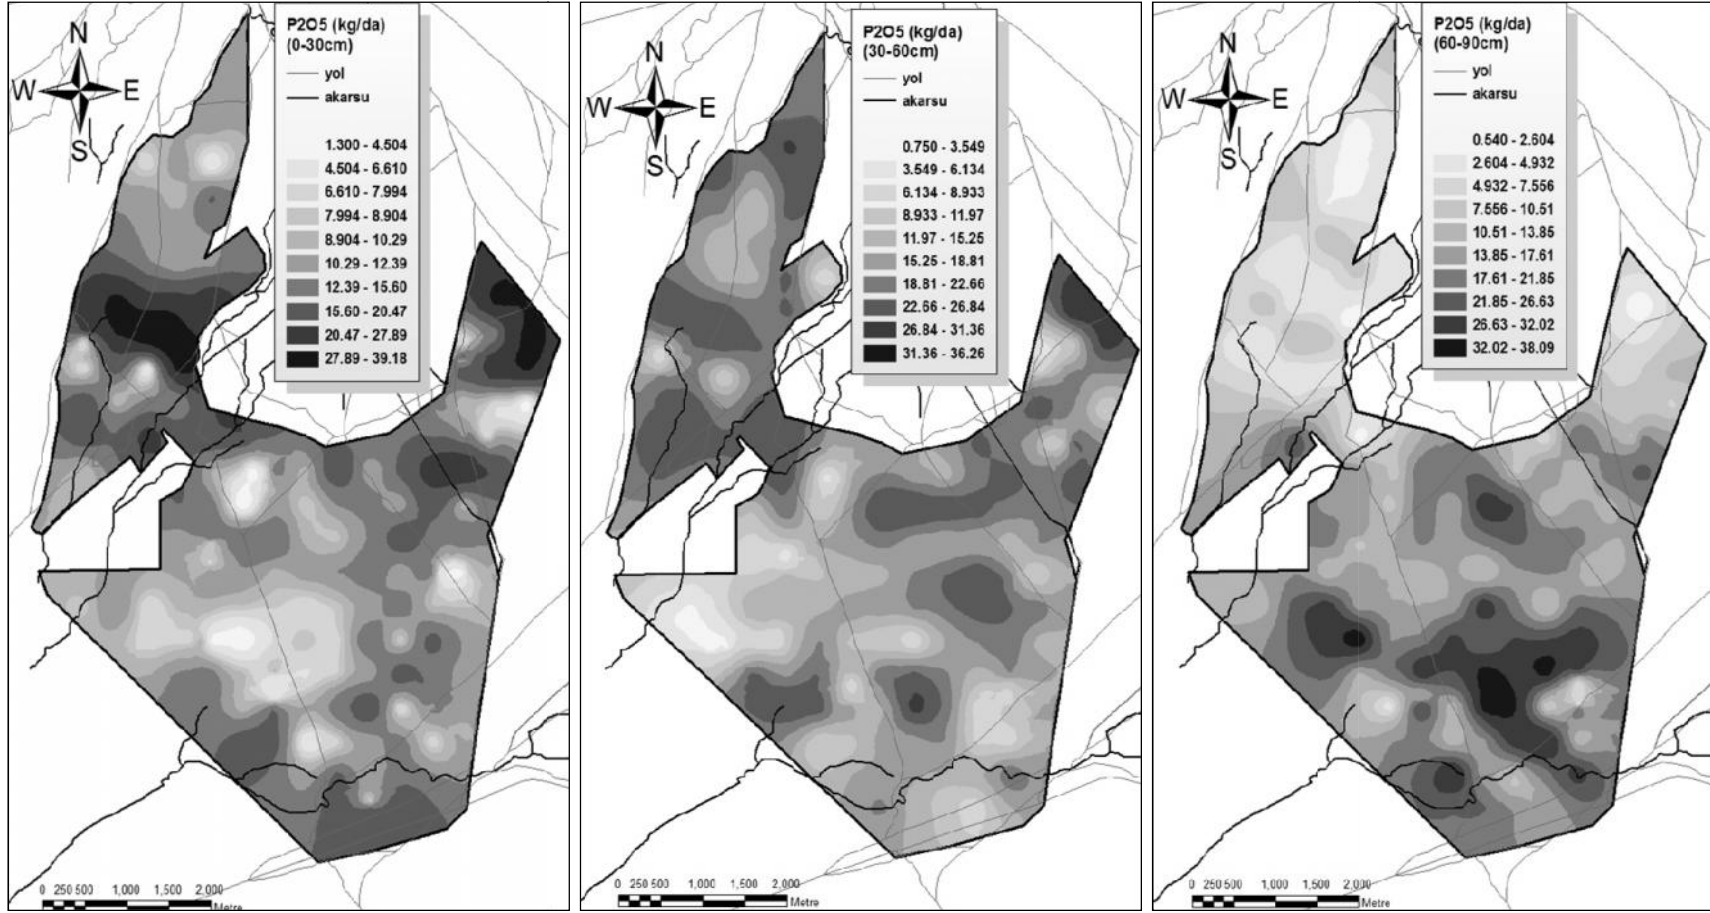 P2O5 (kg/da)
(0-30cm)
yol
akarsu
1.300 - 4.504
4.504 - 6.610
6.610 - 7.994
7.994 - 8.904
8.904 - 10.29
10.29 - 12.39
12.39 - 15.60
15.60 - 20.47
20.47 - 27.89
27.89 - 39.18
N
W E
S
0 250 500 1,000 1,500 2,000
Metre
P2O5 (kg/da)
(30-60cm)
yol
akarsu
0.750 - 3.549
3.549 - 6.134
6.134 - 8.933
8.933 - 11.97
11.97 - 15.25
15.25 - 18.81
18.81 - 22.66
22.66 - 26.84
26.84 - 31.36
31.36 - 36.26
N
W E
S
0 250 500 1,000 1,500 2,000
Metre
P2O5 (kg/da)
(60-90cm)
yol
akarsu
0.540 - 2.604
2.604 - 4.932
4.932 - 7.556
7.556 - 10.51
10.51 - 13.85
13.85 - 17.61
17.61 - 21.85
21.85 - 26.63
26.63 - 32.02
32.02 - 38.09
N
W E
S
0 250 500 1,000 1,500 2,000
Metre